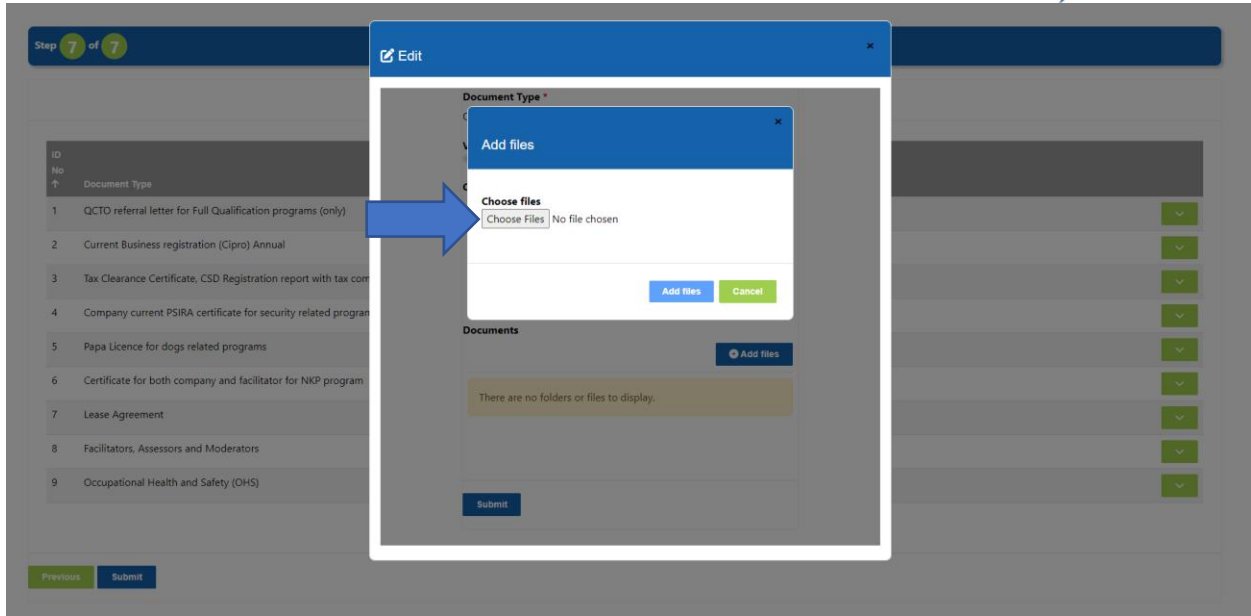 Step 7 of 7
Edit
×
Document Type *
Add files
×
Choose files
Choose Files No file chosen
Add files Cancel
Documents
Add files
There are no folders or files to display.
Submit
ID
No
↑ Document Type
1 QCTO referral letter for Full Qualification programs (only)
2 Current Business registration (Cipro) Annual
3 Tax Clearance Certificate, CSD Registration report with tax com
4 Company current PSIRA certificate for security related progran
5 Papa Licence for dogs related programs
6 Certificate for both company and facilitator for NKP program
7 Lease Agreement
8 Facilitators, Assessors and Moderators
9 Occupational Health and Safety (OHS)
Previous Submit